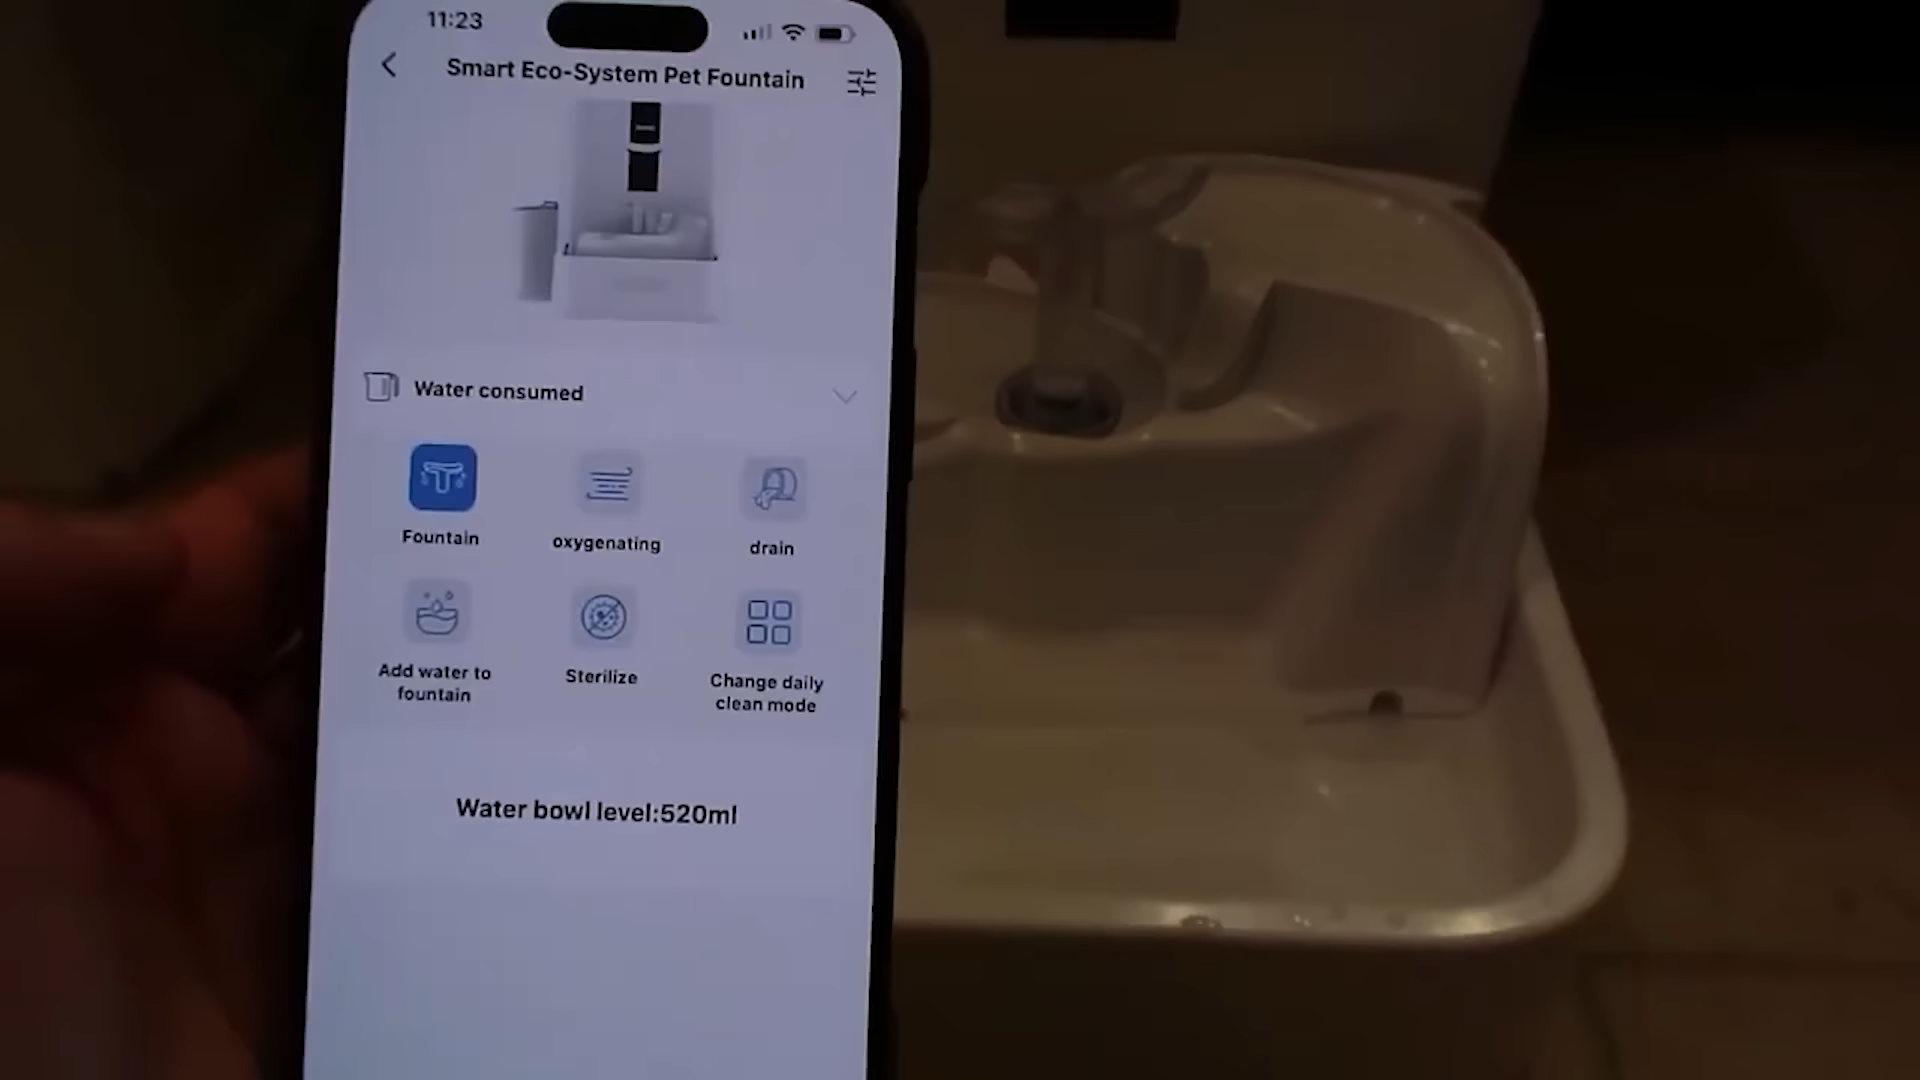 11:23
Smart Eco-System Pet Fountain
Water consumed
Fountain
oxygenating
drain
Add water to
fountain
Sterilize
Change daily
clean mode
Water bowl level:520ml